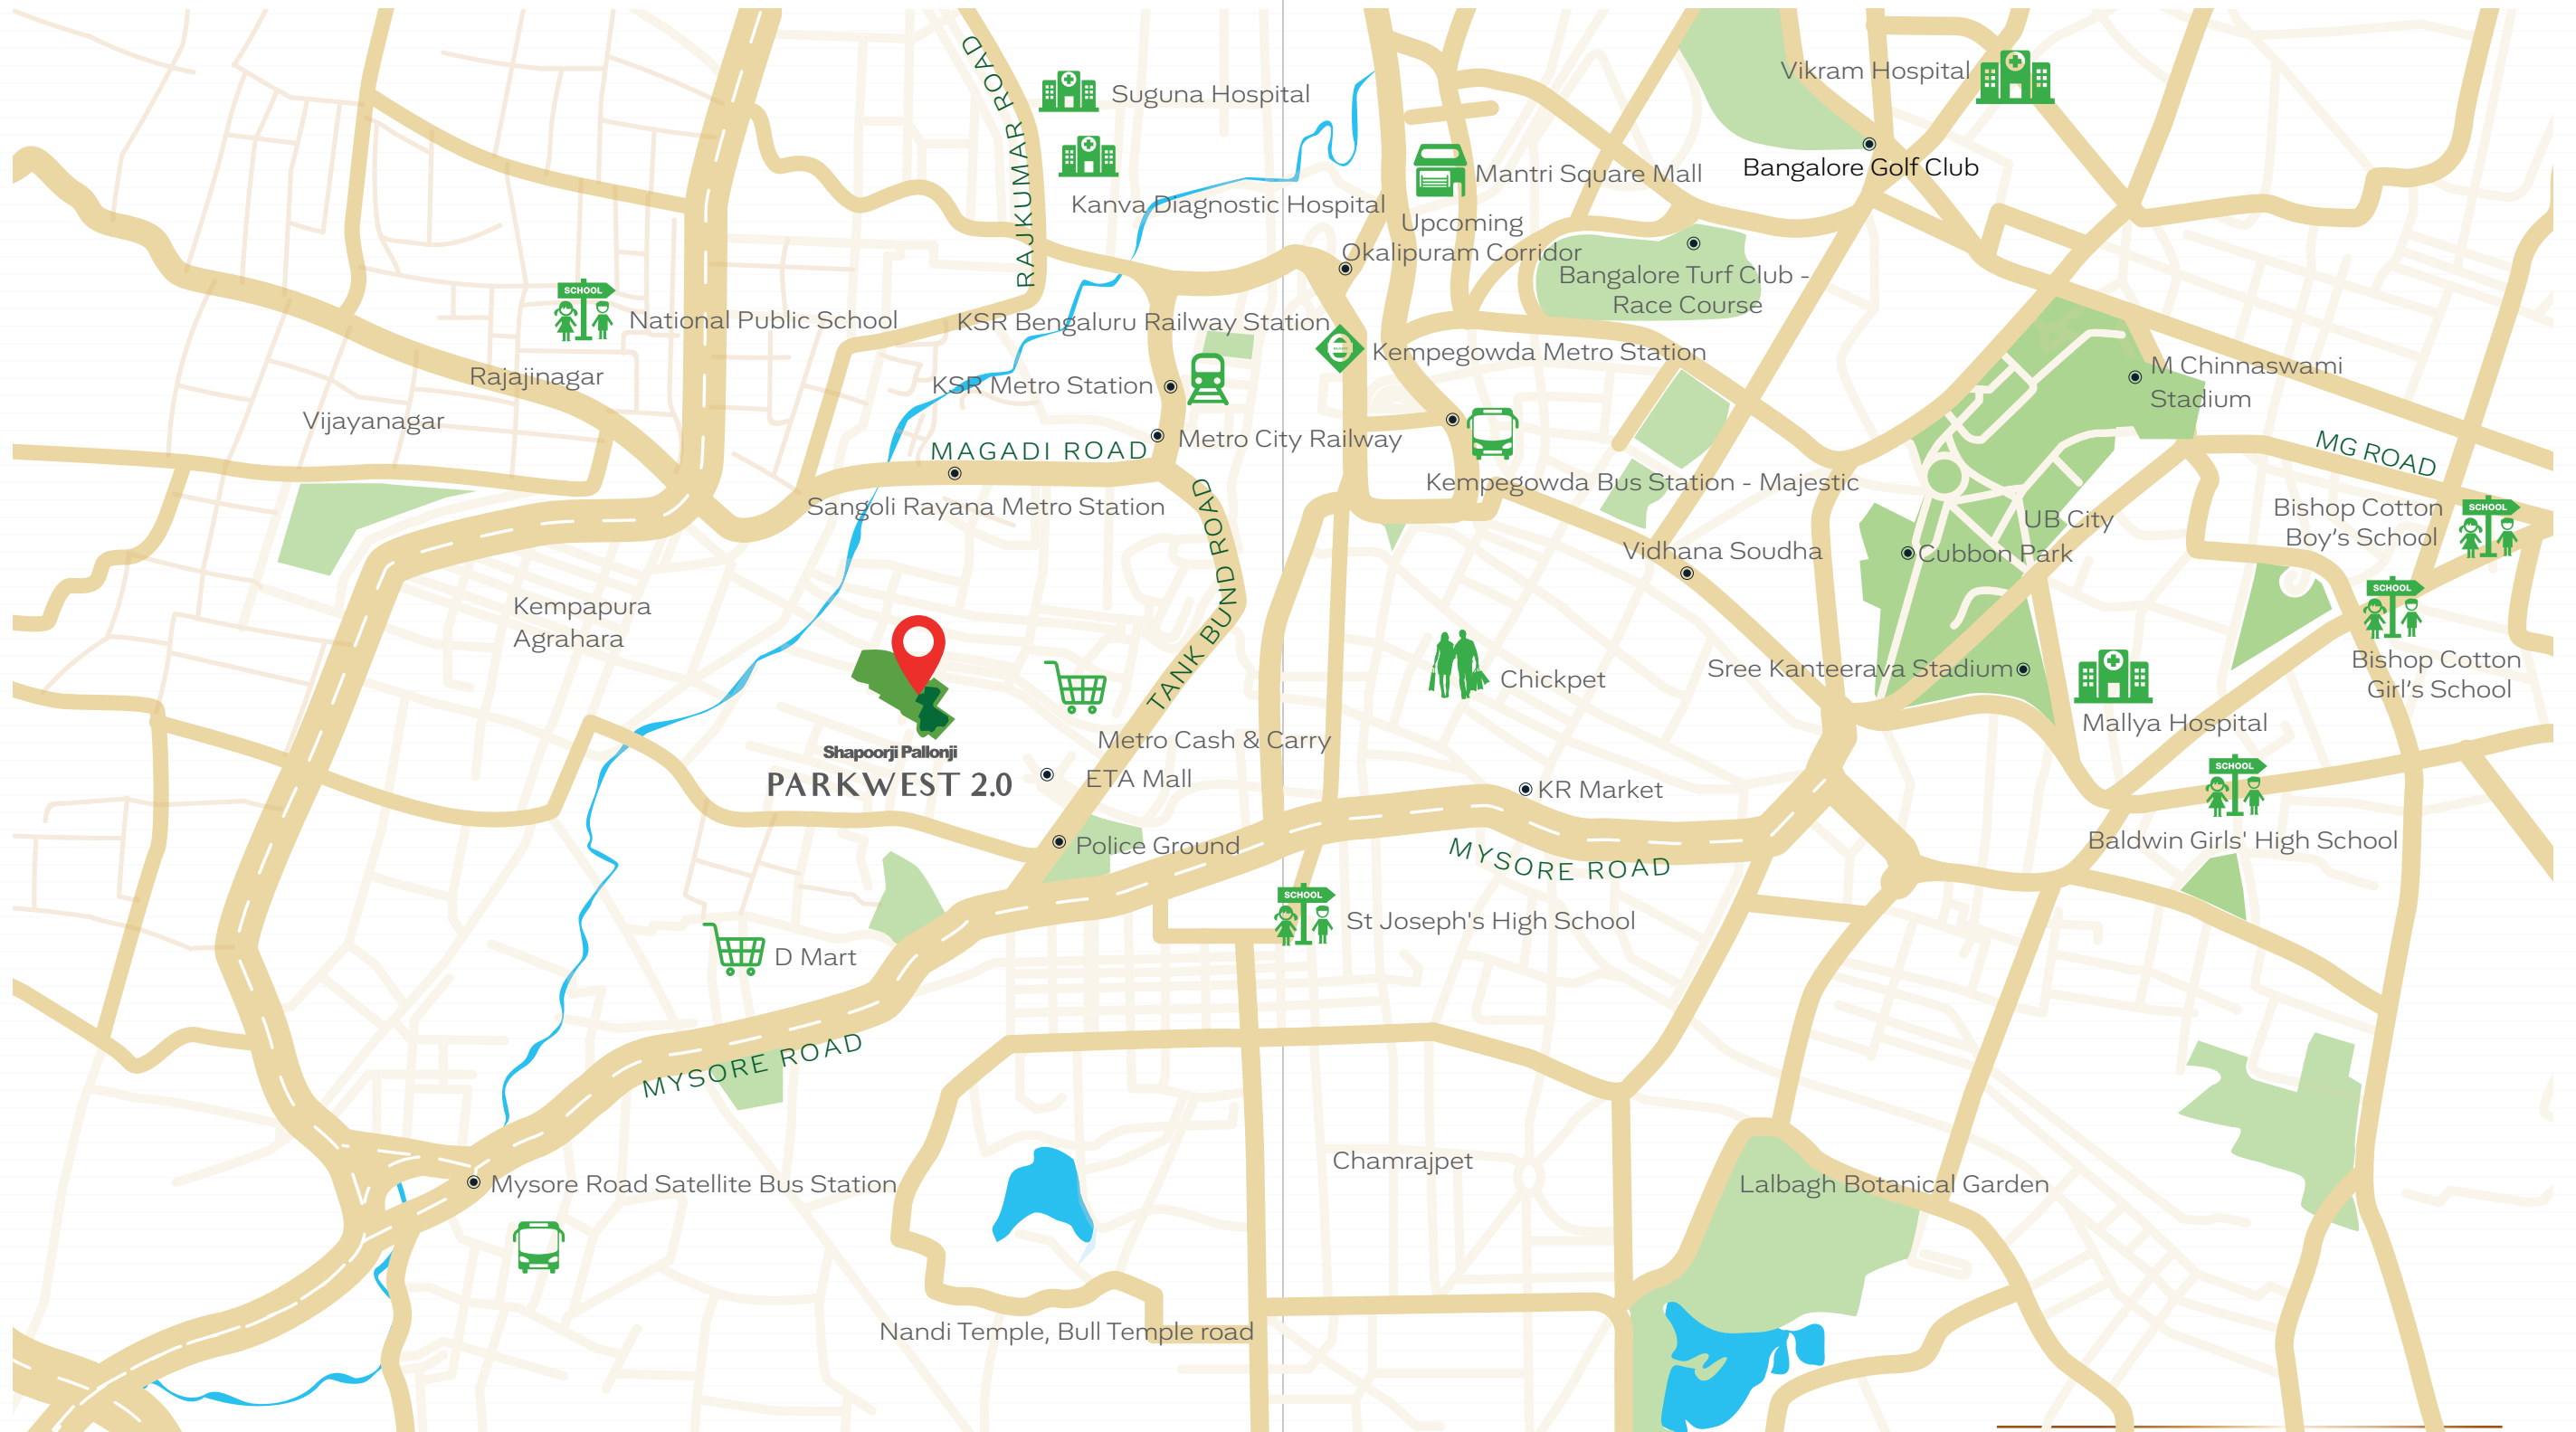 RAJKUMAR ROAD
Suguna Hospital
Vikram Hospital
Kanva Diagnostic Hospital
Mantri Square Mall
Bangalore Golf Club
Upcoming
Okalipuram Corridor
Bangalore Turf Club -
Race Course
SCHOOL
National Public School
KSR Bengaluru Railway Station
Kempegowda Metro Station
Rajajinagar
KSR Metro Station
M Chinnaswami
Stadium
Vijayanagar
MAGADI ROAD
Metro City Railway
MG ROAD
Kempegowda Bus Station - Majestic
Sangoli Rayana Metro Station
TANK BUND ROAD
UB City
Bishop Cotton
Boy's School
SCHOOL
Vidhana Soudha
Cubbon Park
Kempapura
Agrahara
SCHOOL
Bishop Cotton
Girl's School
Chickpet
Sree Kanteerava Stadium
Mallya Hospital
Shapoorji Pallonji
PARKWEST 2.0
Metro Cash & Carry
ETA Mall
KR Market
SCHOOL
Baldwin Girls' High School
Police Ground
MYSORE ROAD
SCHOOL
St Joseph's High School
D Mart
MYSORE ROAD
Chamrajpet
Mysore Road Satellite Bus Station
Lalbagh Botanical Garden
Nandi Temple, Bull Temple road